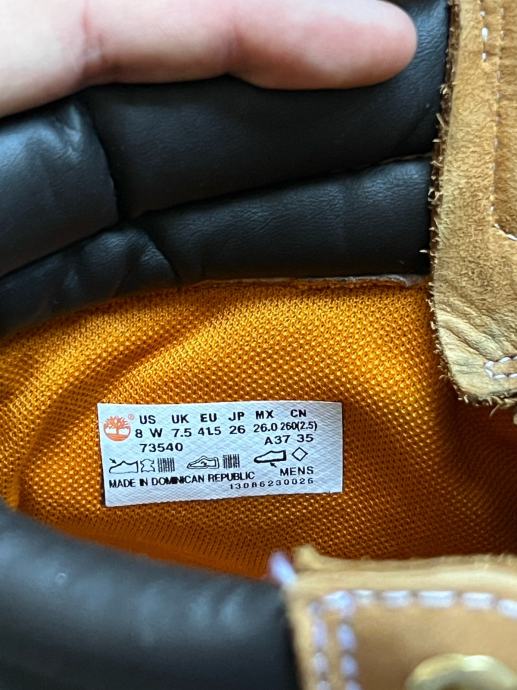 US UK EU JP MX CN
8 W 7.5 41.5 26 26.0 260(2.5)
73540 A37 35
MENS
MADE IN DOMINICAN REPUBLIC
13086230026